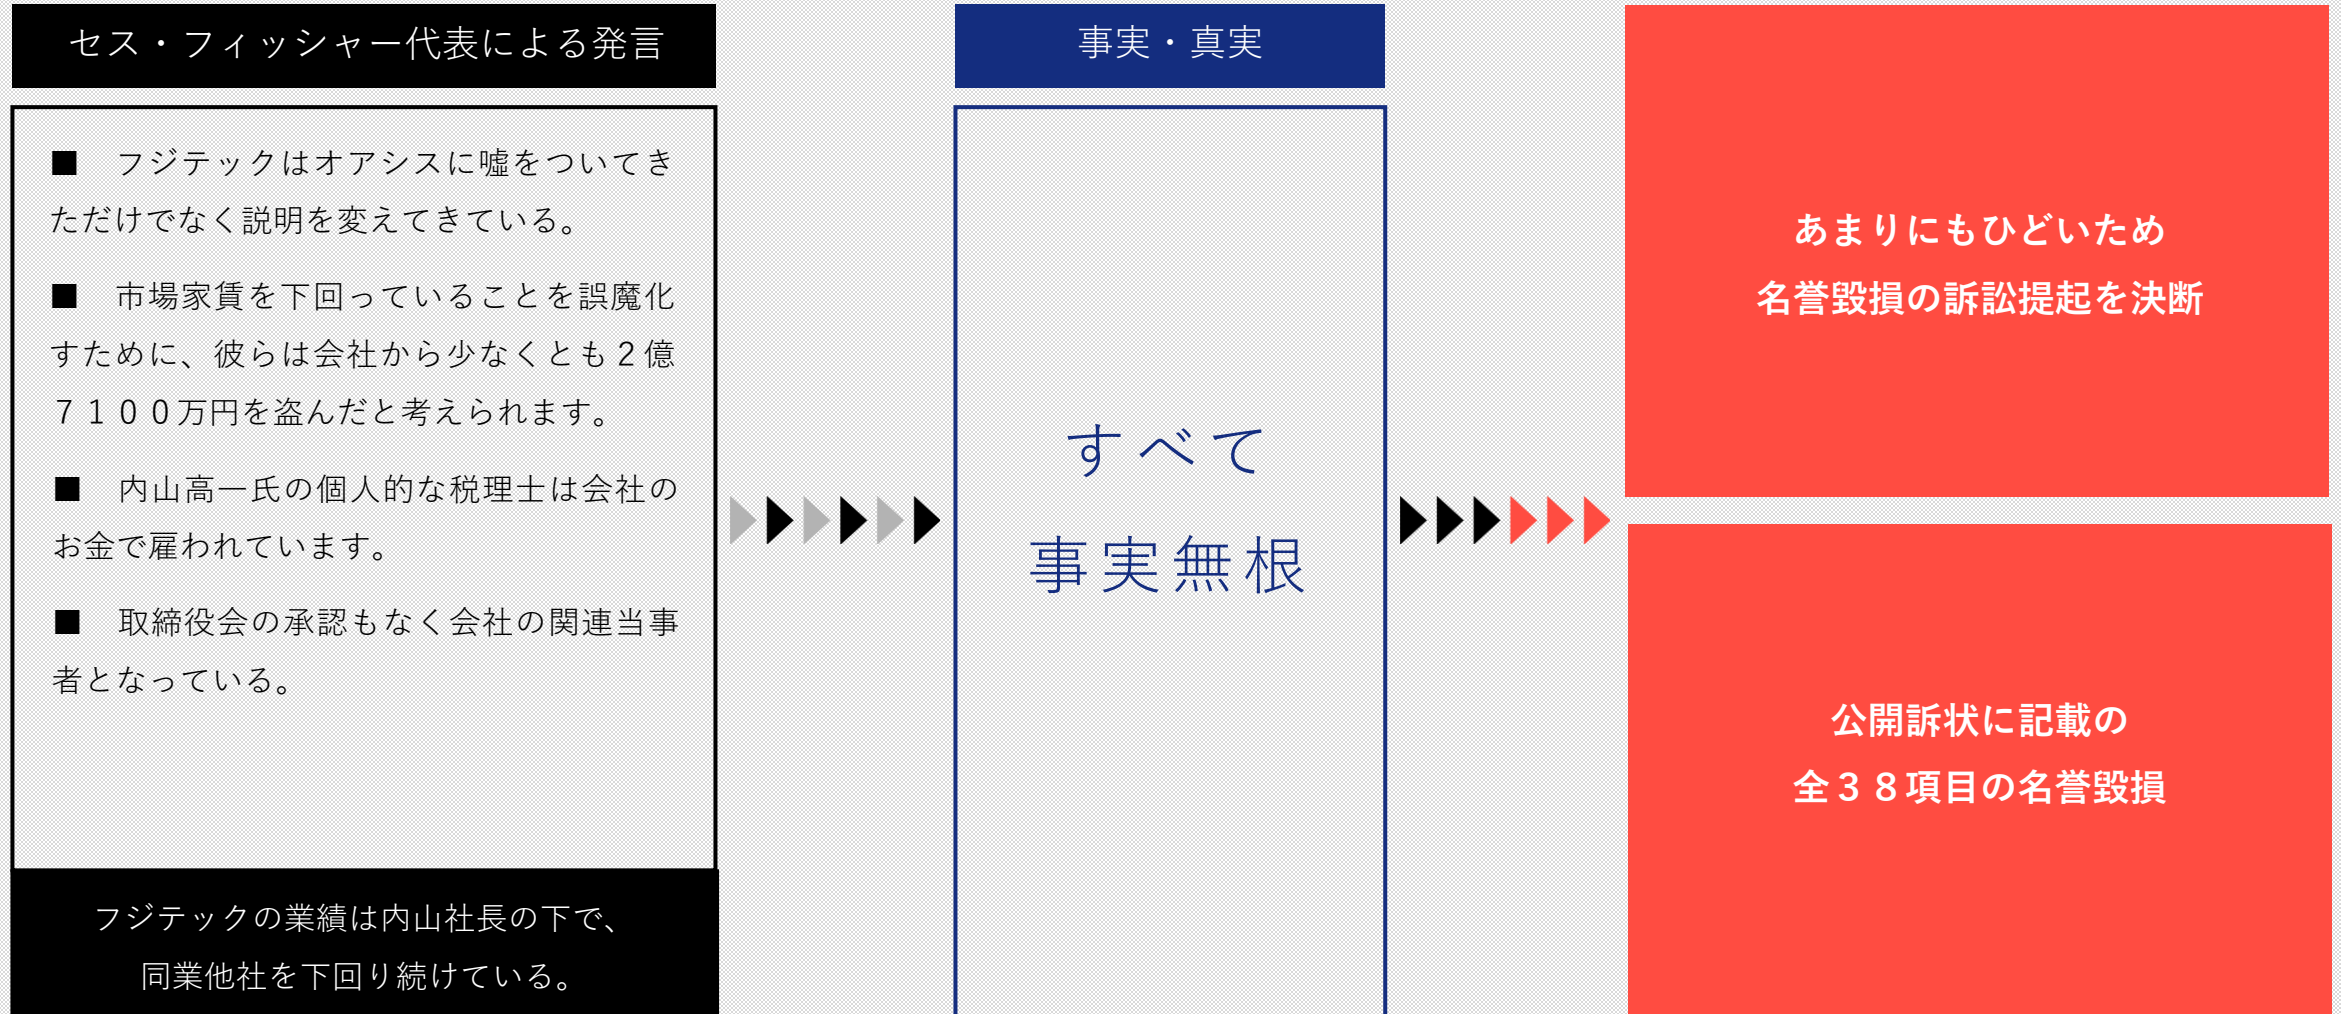 セス・フィッシャー代表による発言
■　フジテックはオアシスに嘘をついてき
ただけでなく説明を変えてきている。
■　市場家賃を下回っていることを誤魔化
すために、彼らは会社から少なくとも２億
７１００万円を盗んだと考えられます。
■　内山高一氏の個人的な税理士は会社の
お金で雇われています。
■　取締役会の承認もなく会社の関連当事
者となっている。
フジテックの業績は内山社長の下で、
同業他社を下回り続けている。
事実・真実
すべて
事実無根
あまりにもひどいため
名誉毀損の訴訟提起を決断
公開訴状に記載の
全３８項目の名誉毀損